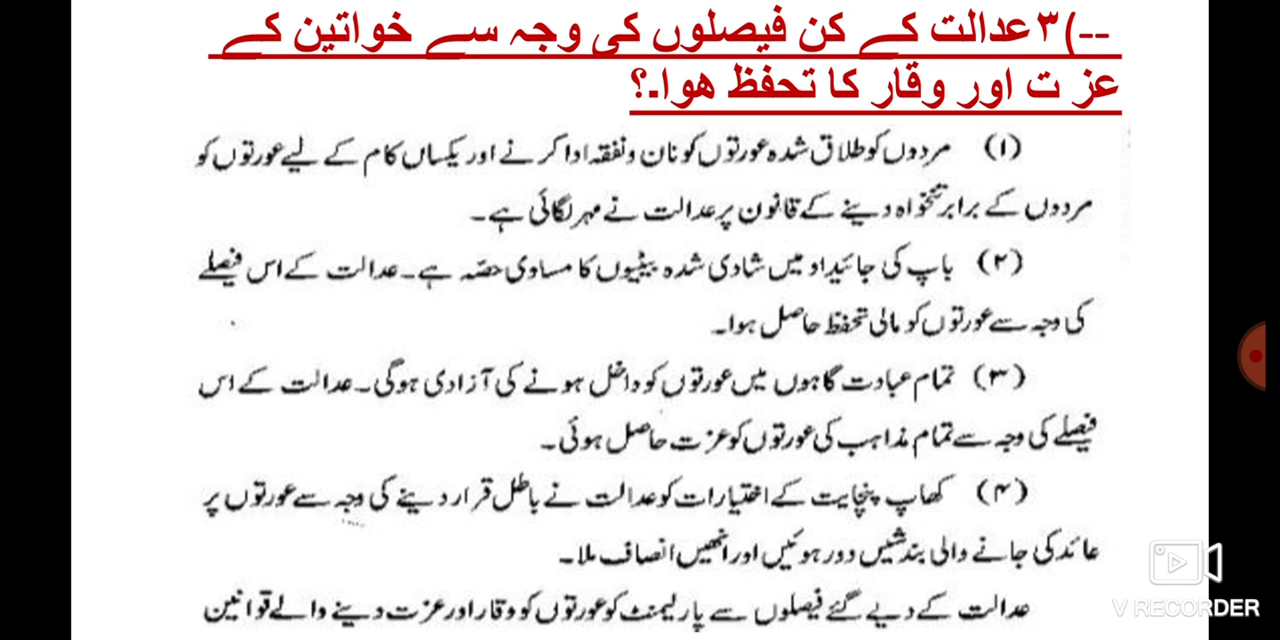 --)۳عدالت کے کن فیصلوں کی وجہ سے خواتین کے
عزت اور وقار کا تحفظ ھوا۔؟
(۱) مردوں کو طلاق شدہ عورتوں کو نان و نفقہ ادا کرنے اور یکساں کام کے لیے عورتوں کو
مردوں کے برابر تنخواہ دینے کے قانون پر عدالت نے مہر لگائی ہے۔
(۲) باپ کی جائیداد میں شادی شدہ بیٹیوں کا مساوی حصّہ ہے۔ عدالت کے اس فیصلے
کی وجہ سے عورتوں کو مالی تحفظ حاصل ہوا۔
(۳) تمام عبادت گاہوں میں عورتوں کو داخل ہونے کی آزادی ہوگی۔ عدالت کے اس
فیصلے کی وجہ سے تمام مذاہب کی عورتوں کو عزت حاصل ہوئی۔
(۴) کھاپ پنچایت کے اختیارات کو عدالت نے باطل قرار دینے کی وجہ سے عورتوں پر
عائد کی جانے والی بندشیں دور ہوئیں اور انھیں انصاف ملا۔
عدالت کے دیے گئے فیصلوں سے پارلیمنٹ کو عورتوں کو وقار اور عزت دینے والے قوانین
V RECORDER